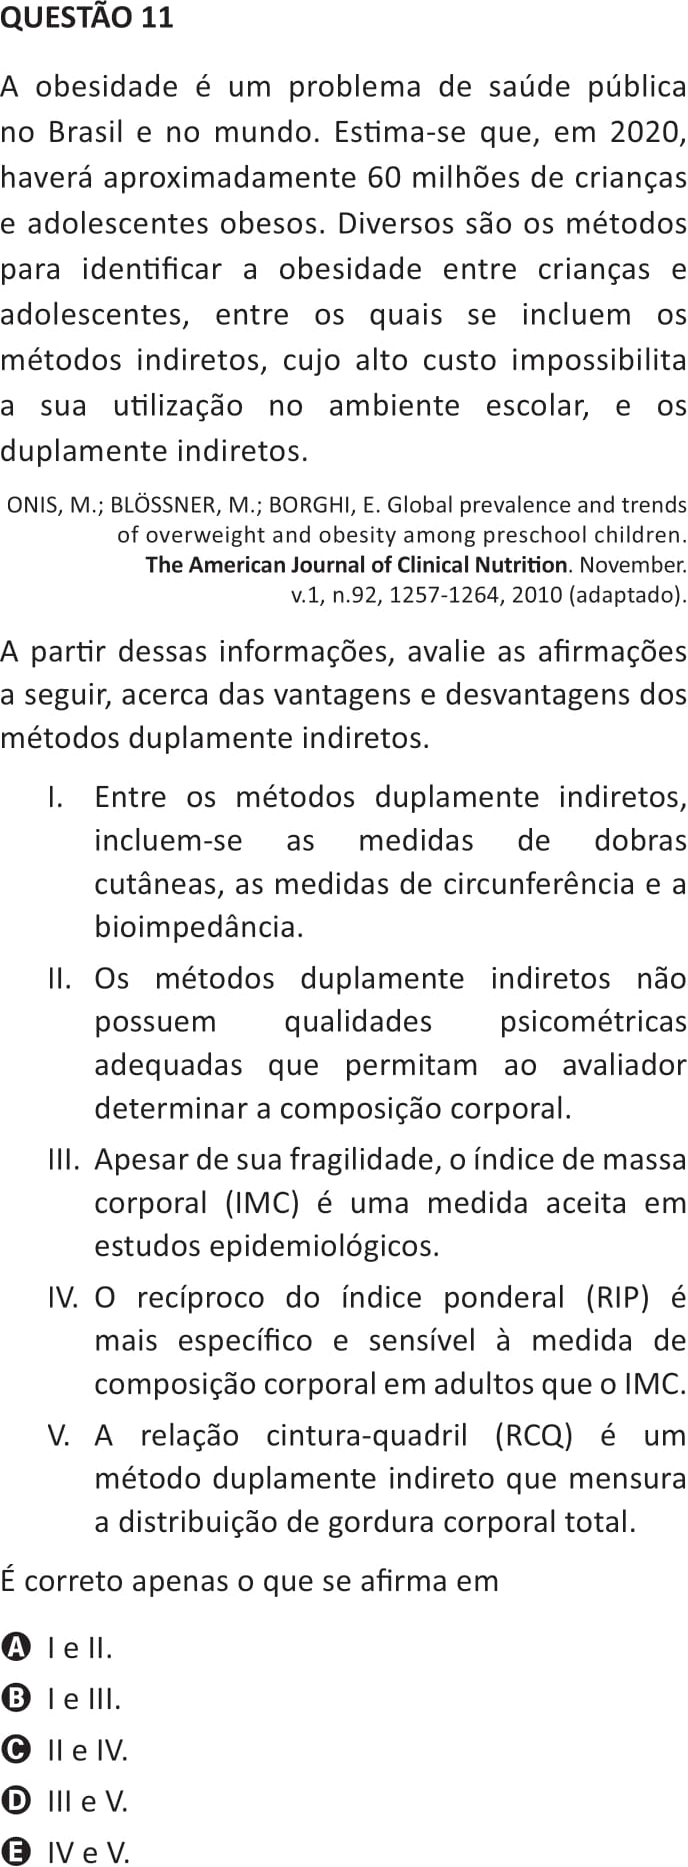 QUESTÃO 11
A obesidade é um problema de saúde pública
no Brasil e no mundo. Estima-se que, em 2020,
haverá aproximadamente 60 milhões de crianças
e adolescentes obesos. Diversos são os métodos
para identificar a obesidade entre crianças e
adolescentes, entre os quais se incluem os
métodos indiretos, cujo alto custo impossibilita
a sua utilização no ambiente escolar, e os
duplamente indiretos.
ONIS, M.; BLÖSSNER, M.; BORGHI, E. Global prevalence and trends
of overweight and obesity among preschool children.
The American Journal of Clinical Nutrition. November.
v.1, n.92, 1257-1264, 2010 (adaptado).
A partir dessas informações, avalie as afirmações
a seguir, acerca das vantagens e desvantagens dos
métodos duplamente indiretos.
I. Entre os métodos duplamente indiretos,
incluem-se as medidas de dobras
cutâneas, as medidas de circunferência e a
bioimpedância.
II. Os métodos duplamente indiretos não
possuem qualidades psicométricas
adequadas que permitam ao avaliador
determinar a composição corporal.
III. Apesar de sua fragilidade, o índice de massa
corporal (IMC) é uma medida aceita em
estudos epidemiológicos.
IV. O recíproco do índice ponderal (RIP) é
mais específico e sensível à medida de
composição corporal em adultos que o IMC.
V. A relação cintura-quadril (RCQ) é um
método duplamente indireto que mensura
a distribuição de gordura corporal total.
É correto apenas o que se afirma em
A I e II.
B I e III.
C II e IV.
D III e V.
E IV e V.